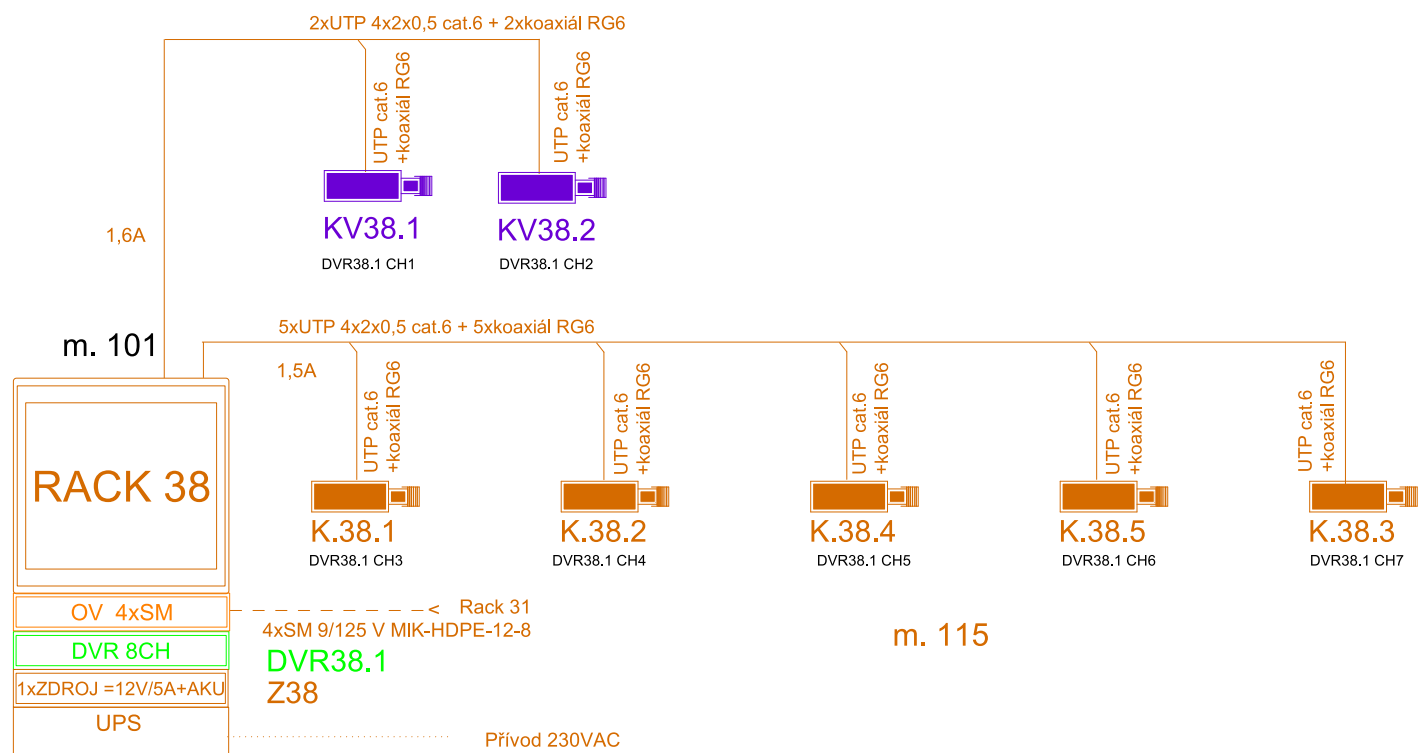 2xUTP 4x2x0,5 cat.6 + 2xkoaxiál RG6
UTP cat.6
+koaxiál RG6
UTP cat.6
+koaxiál RG6
KV38.1
KV38.2
1,6A
DVR38.1 CH1
DVR38.1 CH2
5xUTP 4x2x0,5 cat.6 + 5xkoaxiál RG6
m. 101
1,5A
UTP cat.6
+koaxiál RG6
UTP cat.6
+koaxiál RG6
UTP cat.6
+koaxiál RG6
UTP cat.6
+koaxiál RG6
UTP cat.6
+koaxiál RG6
RACK 38
K.38.1
K.38.2
K.38.4
K.38.5
K.38.3
DVR38.1 CH3
DVR38.1 CH4
DVR38.1 CH5
DVR38.1 CH6
DVR38.1 CH7
OV 4xSM
< Rack 31
4xSM 9/125 V MIK-HDPE-12-8
m. 115
DVR 8CH
DVR38.1
1xZDROJ =12V/5A+AKU
Z38
UPS
Přívod 230VAC